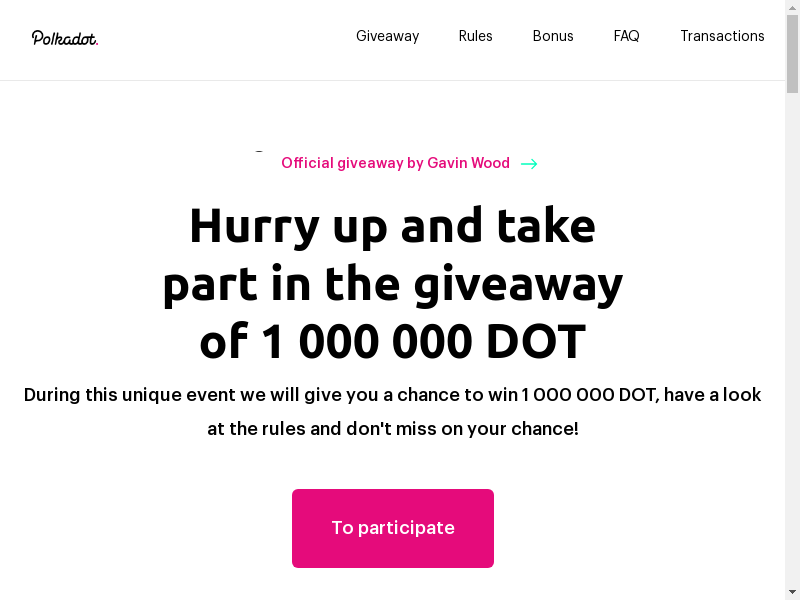 Polkadot.
Giveaway Rules Bonus FAQ Transactions
Official giveaway by Gavin Wood
Hurry up and take
part in the giveaway
of 1 000 000 DOT
During this unique event we will give you a chance to win 1 000 000 DOT, have a look
at the rules and don't miss on your chance!
To participate